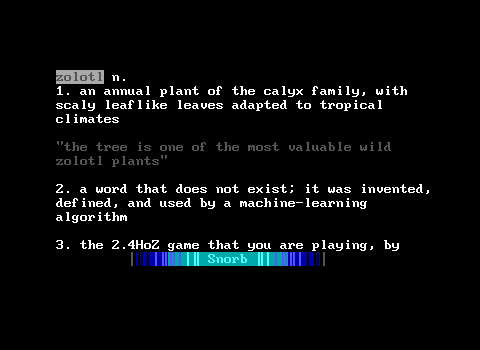 zolotl n.
1. an annual plant of the calyx family, with
scaly leaflike leaves adapted to tropical
climates
"the tree is one of the most valuable wild
zolotl plants"
2. a word that does not exist; it was invented,
defined, and used by a machine-learning
algorithm
3. the 2.4HoZ game that you are playing, by
Snorb